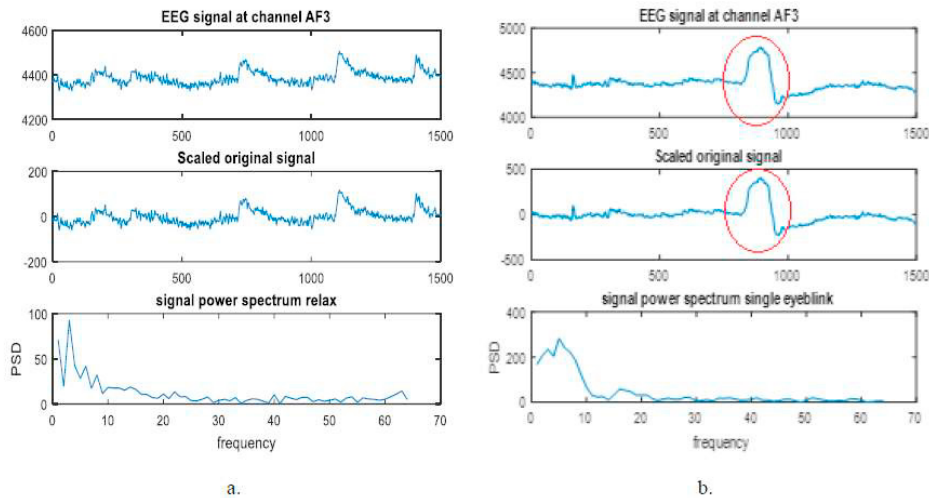 EEG signal at channel AF3
4600
4400
4200
0 500 1000 1500
Scaled original signal
200
0
-200
0 500 1000 1500
signal power spectrum relax
100
50
0
PSD
0 10 20 30 40 50 60 70
frequency
a.
EEG signal at channel AF3
5000
4500
4000
0 500 1000 1500
Scaled original signal
500
0
-500
0 500 1000 1500
signal power spectrum single eyeblink
400
200
0
PSD
0 10 20 30 40 50 60 70
frequency
b.